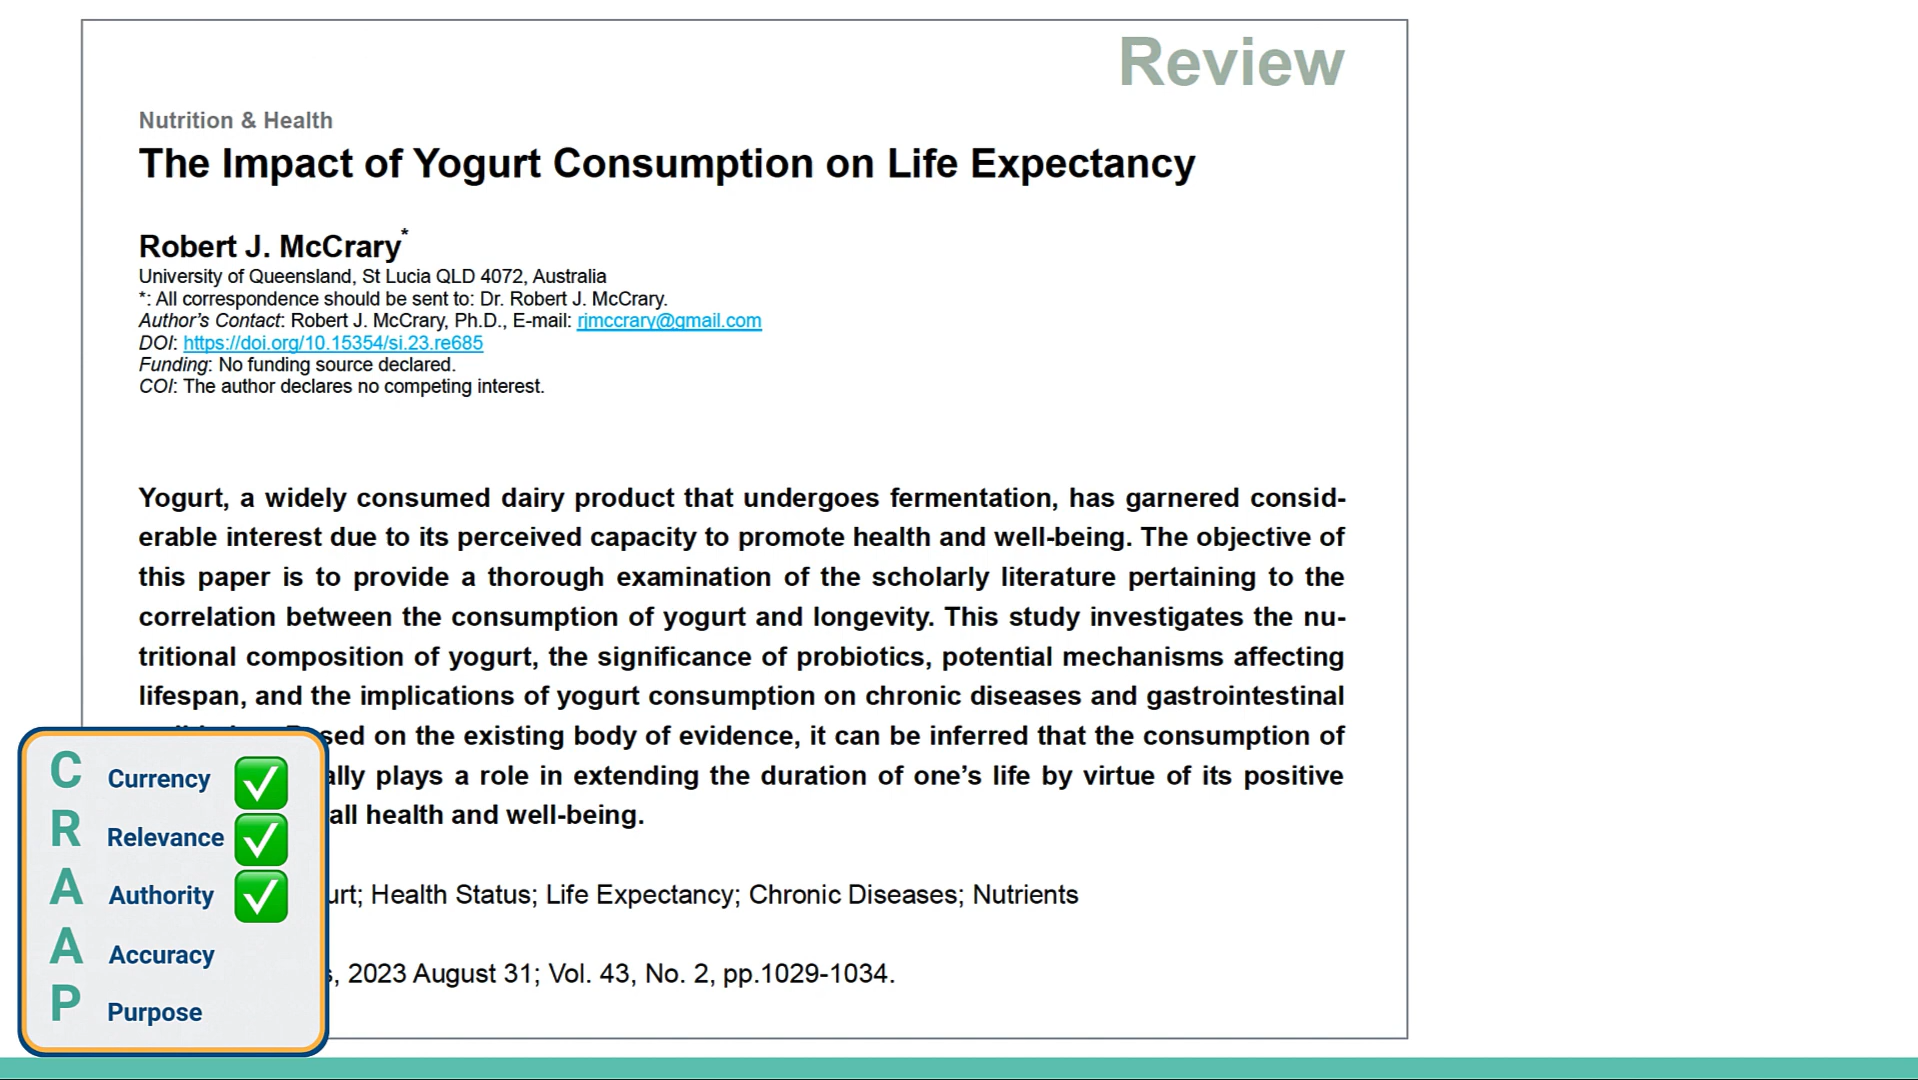 Review
Nutrition & Health
The Impact of Yogurt Consumption on Life Expectancy
Robert J. McCrary*
University of Queensland, St Lucia QLD 4072, Australia
*: All correspondence should be sent to: Dr. Robert J. McCrary.
Author's Contact: Robert J. McCrary, Ph.D., E-mail: rjmccrary@gmail.com
DOI: https://doi.org/10.15354/si.23.re685
Funding: No funding source declared.
COI: The author declares no competing interest.
Yogurt, a widely consumed dairy product that undergoes fermentation, has garnered consid-
erable interest due to its perceived capacity to promote health and well-being. The objective of
this paper is to provide a thorough examination of the scholarly literature pertaining to the
correlation between the consumption of yogurt and longevity. This study investigates the nu-
tritional composition of yogurt, the significance of probiotics, potential mechanisms affecting
lifespan, and the implications of yogurt consumption on chronic diseases and gastrointestinal
on the existing body of evidence, it can be inferred that the consumption of
plays a role in extending the duration of one's life by virtue of its positive
health and well-being.
Health Status; Life Expectancy; Chronic Diseases; Nutrients
2023 August 31; Vol. 43, No. 2, pp.1029-1034.
C Currency
R Relevance
A Authority
A Accuracy
P Purpose